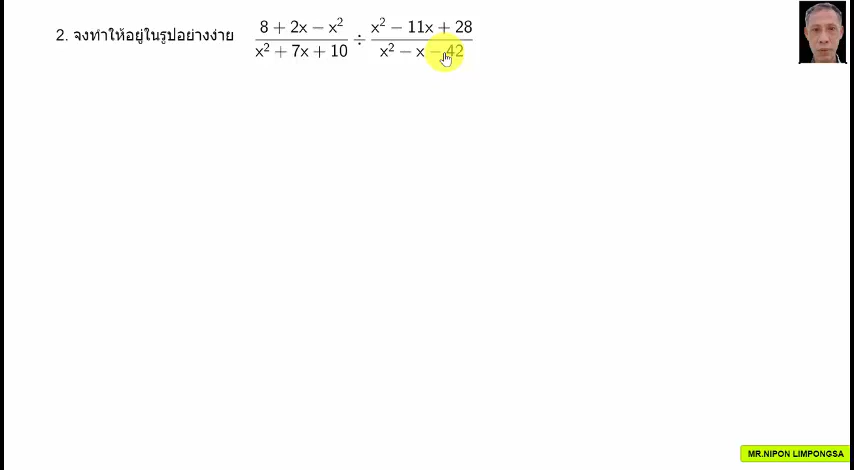 2. จงทำให้อยู่ในรูปอย่างง่าย (8 + 2x − x²)/(x² + 7x + 10) ÷ (x² − 11x + 28)/(x² − x − 42)
MR.NIPON LIMPONGSA